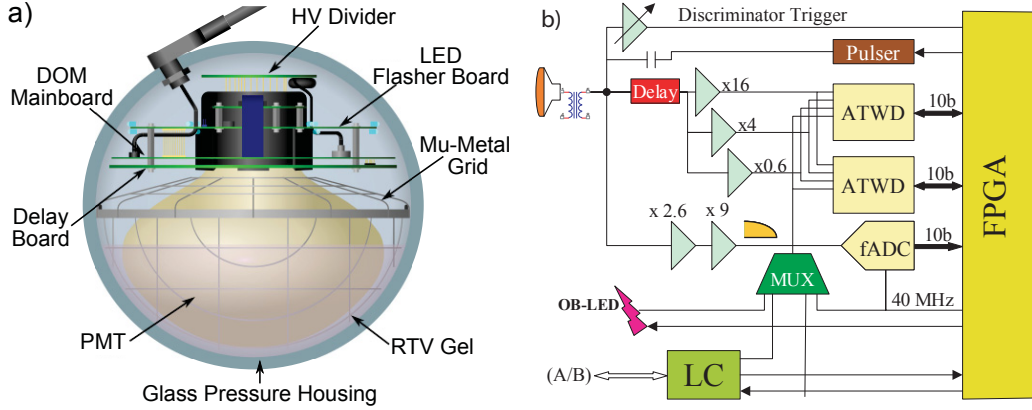 a)
HV Divider
LED
Flasher Board
DOM
Mainboard
Mu-Metal
Grid
Delay
Board
PMT
RTV Gel
Glass Pressure Housing
b)
Discriminator Trigger
Pulser
Delay
x16
x4
x0.6
ATWD
10b
ATWD
10b
x 2.6
x 9
fADC
10b
MUX
40 MHz
OB-LED
(A/B)
LC
FPGA